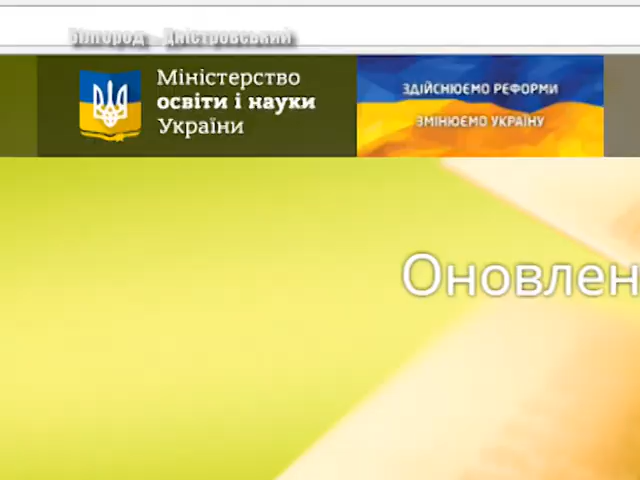 Білгород - Дністровський
Міністерство
освіти і науки
України
ЗДІЙСНЮЄМО РЕФОРМИ
ЗМІНЮЄМО УКРАЇНУ
Оновлен